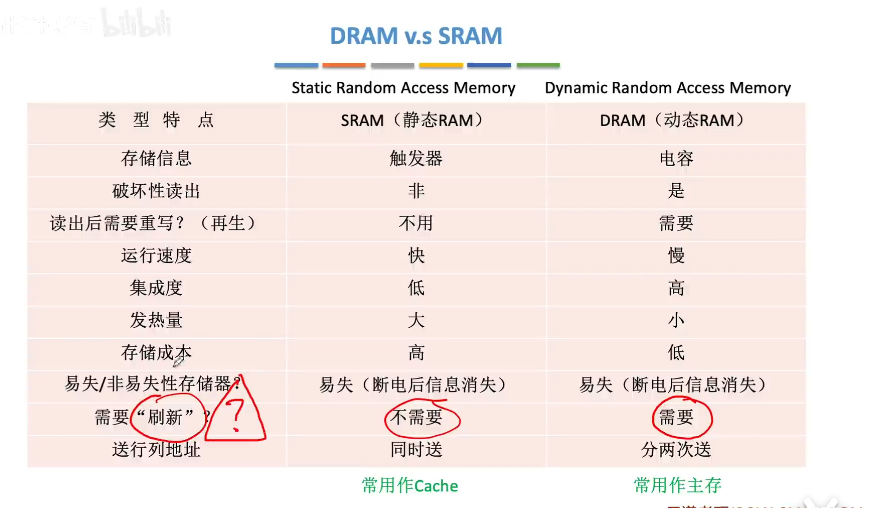 bilibili
DRAM v.s SRAM
Static Random Access Memory Dynamic Random Access Memory
类 型 特 点 SRAM（静态RAM） DRAM（动态RAM）
存储信息 触发器 电容
破坏性读出 非 是
读出后需要重写？（再生） 不用 需要
运行速度 快 慢
集成度 低 高
发热量 大 小
存储成本 高 低
易失/非易失性存储器？ 易失（断电后信息消失） 易失（断电后信息消失）
需要“刷新”？ ? 不需要 需要
送行列地址 同时送 分两次送
常用作Cache 常用作主存